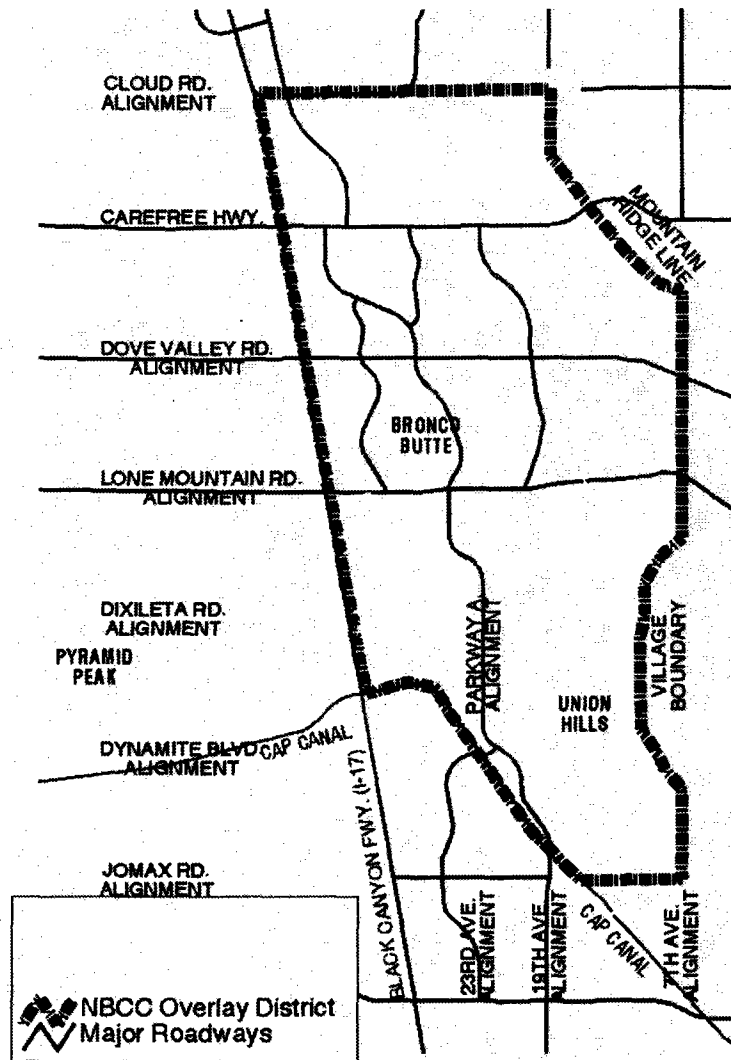 CLOUD RD.
ALIGNMENT
CAREFREE HWY.
MOUNTAIN
RIDGE LINE
DOVE VALLEY RD.
ALIGNMENT
BRONCO
BUTTE
LONE MOUNTAIN RD.
ALIGNMENT
DIXILETA RD.
ALIGNMENT
PYRAMID
PEAK
PARKWAY A
ALIGNMENT
VILLAGE
BOUNDARY
UNION
HILLS
DYNAMITE BLVD
ALIGNMENT
CAP CANAL
BLACK CANYON FWY. (I-17)
JOMAX RD.
ALIGNMENT
23RD AVE.
ALIGNMENT
19TH AVE.
ALIGNMENT
CAP CANAL
7TH AVE.
ALIGNMENT
NBCC Overlay District
Major Roadways